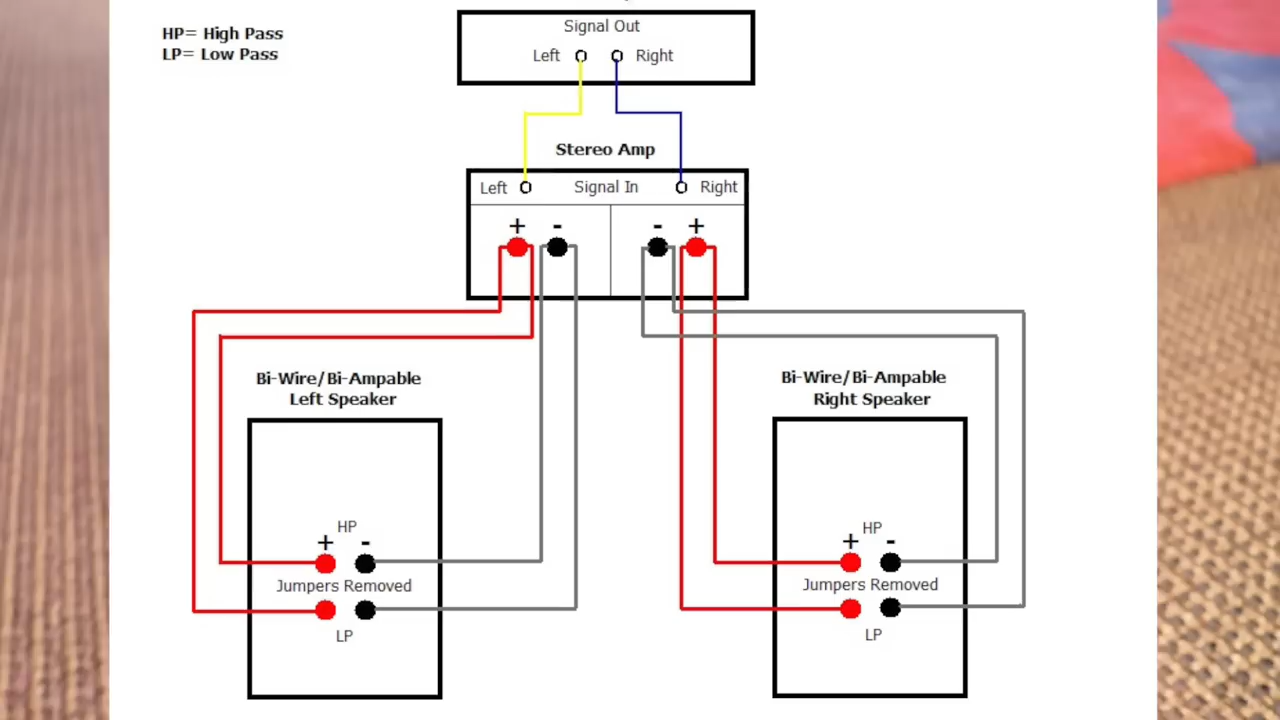 HP= High Pass
LP= Low Pass
Signal Out
Left
Right
Stereo Amp
Left
Signal In
Right
+ -
- +
Bi-Wire/Bi-Ampable
Left Speaker
HP
+ -
Jumpers Removed
LP
Bi-Wire/Bi-Ampable
Right Speaker
HP
+ -
Jumpers Removed
LP